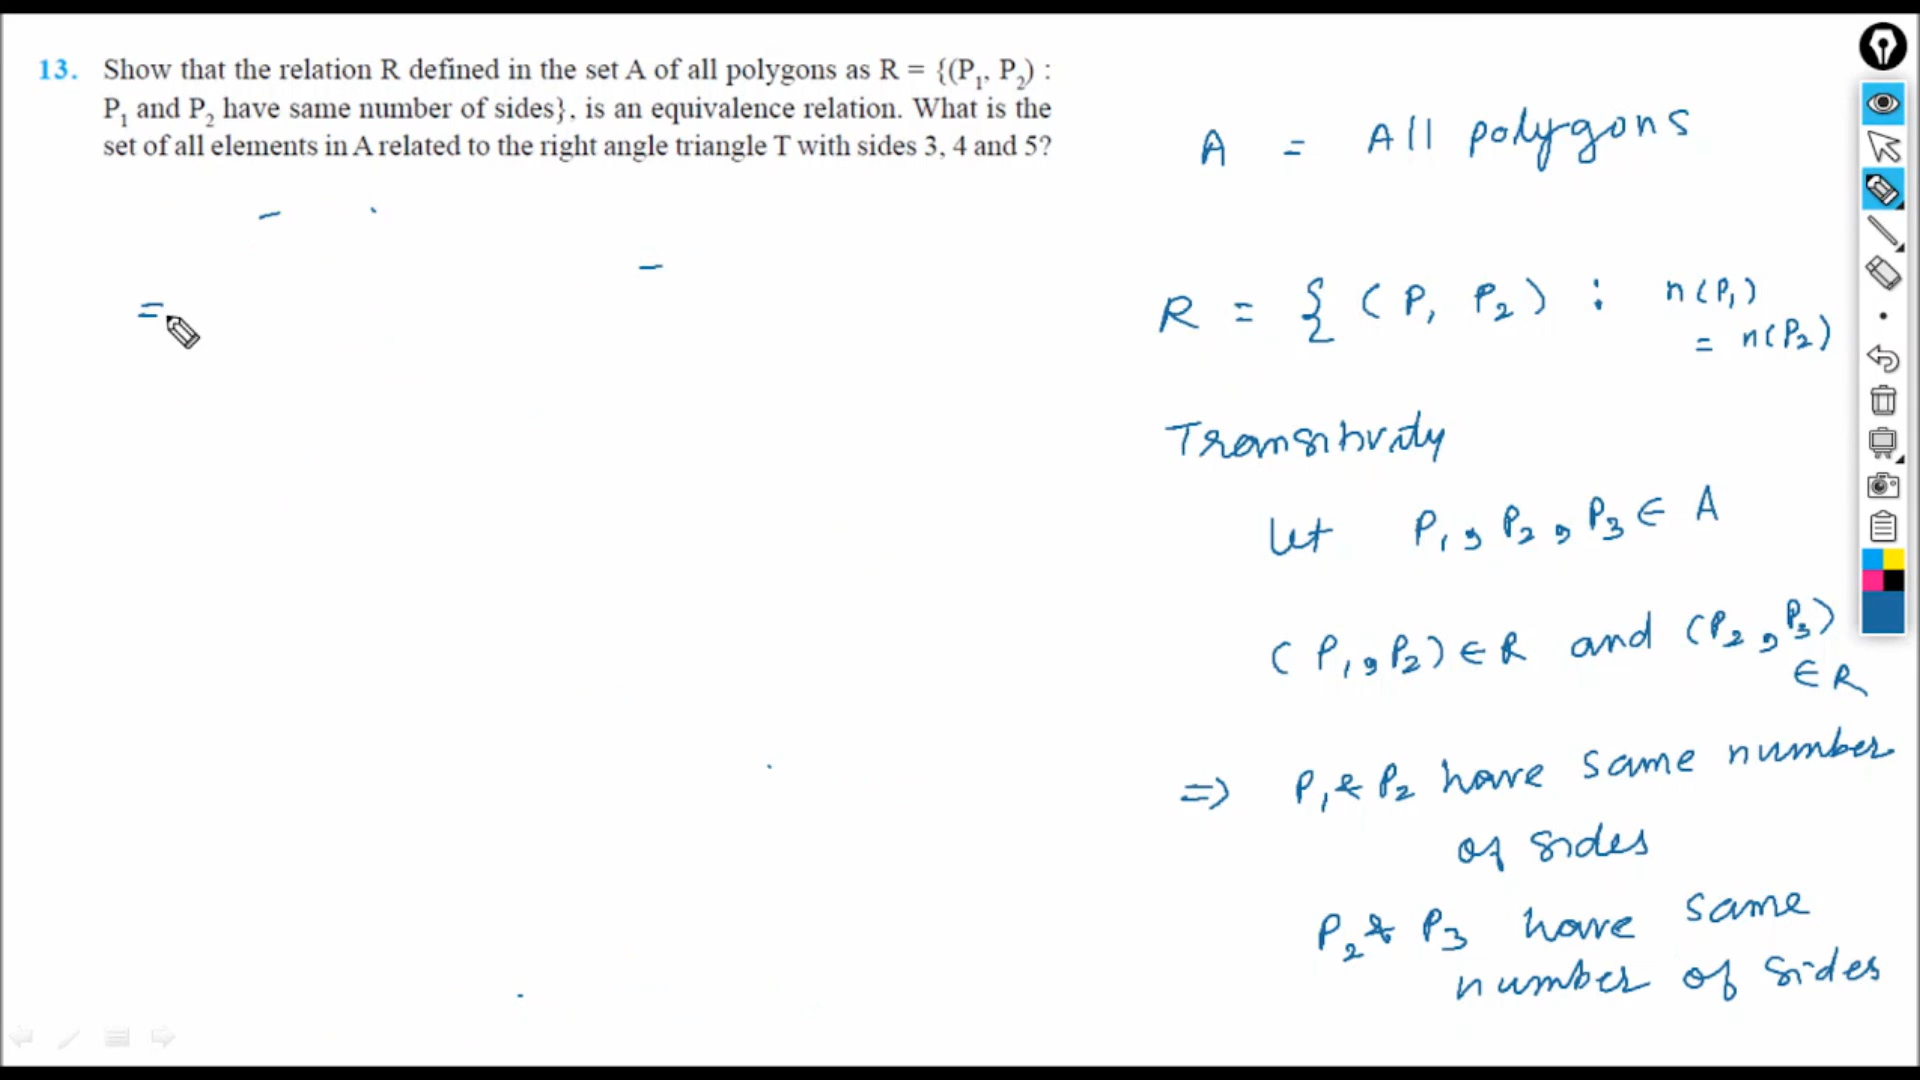 13. Show that the relation R defined in the set A of all polygons as R = {(P₁, P₂) :
P₁ and P₂ have same number of sides}, is an equivalence relation. What is the
set of all elements in A related to the right angle triangle T with sides 3, 4 and 5?
=
A = All polygons
R = { (P₁ P₂) : n(P₁)
= n(P₂)
Transitivity
Let P₁, P₂, P₃ ∈ A
(P₁, P₂) ∈ R and (P₂, P₃)
∈ R
=> P₁ & P₂ have same number
of sides
P₂ & P₃ have same
number of sides